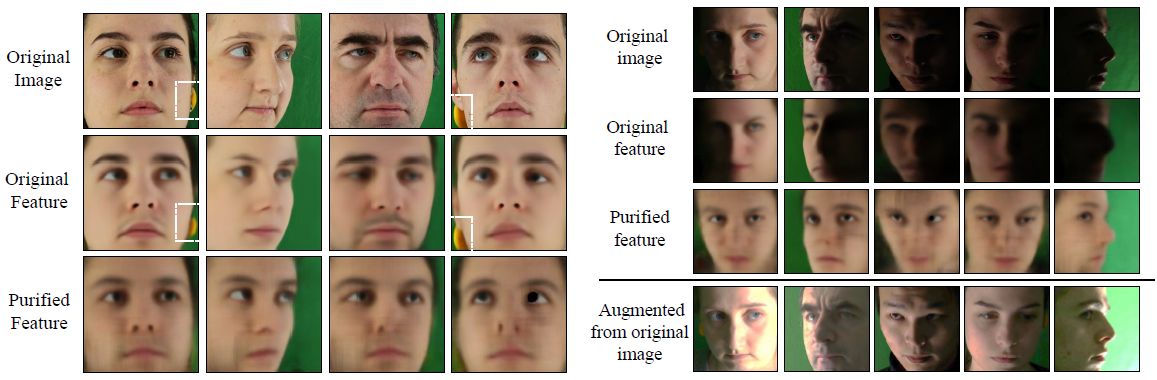 Original
Image
Original
Feature
Purified
Feature
Original
image
Original
feature
Purified
feature
Augmented
from original
image